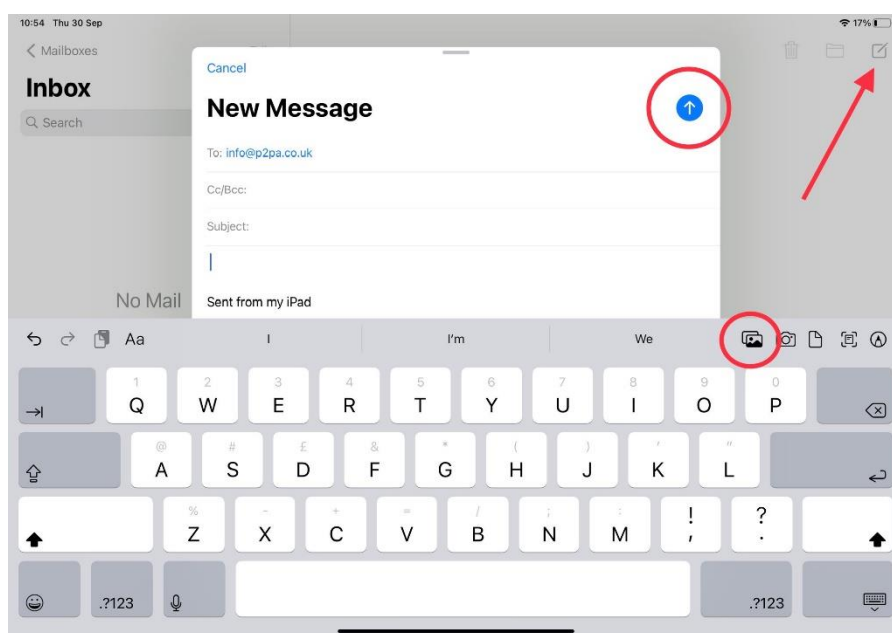 10:54 Thu 30 Sep
17%
Mailboxes
Inbox
Search
No Mail
Cancel
New Message
To: info@p2pa.co.uk
Cc/Bcc:
Subject:
Sent from my iPad
Aa I I'm We
1 2 3 4 5 6 7 8 9 0
Q W E R T Y U I O P
@ # £ & * ( ) ' "
A S D F G H J K L
% - + = / ; : ! ?
Z X C V B N M , .
.?123 .?123